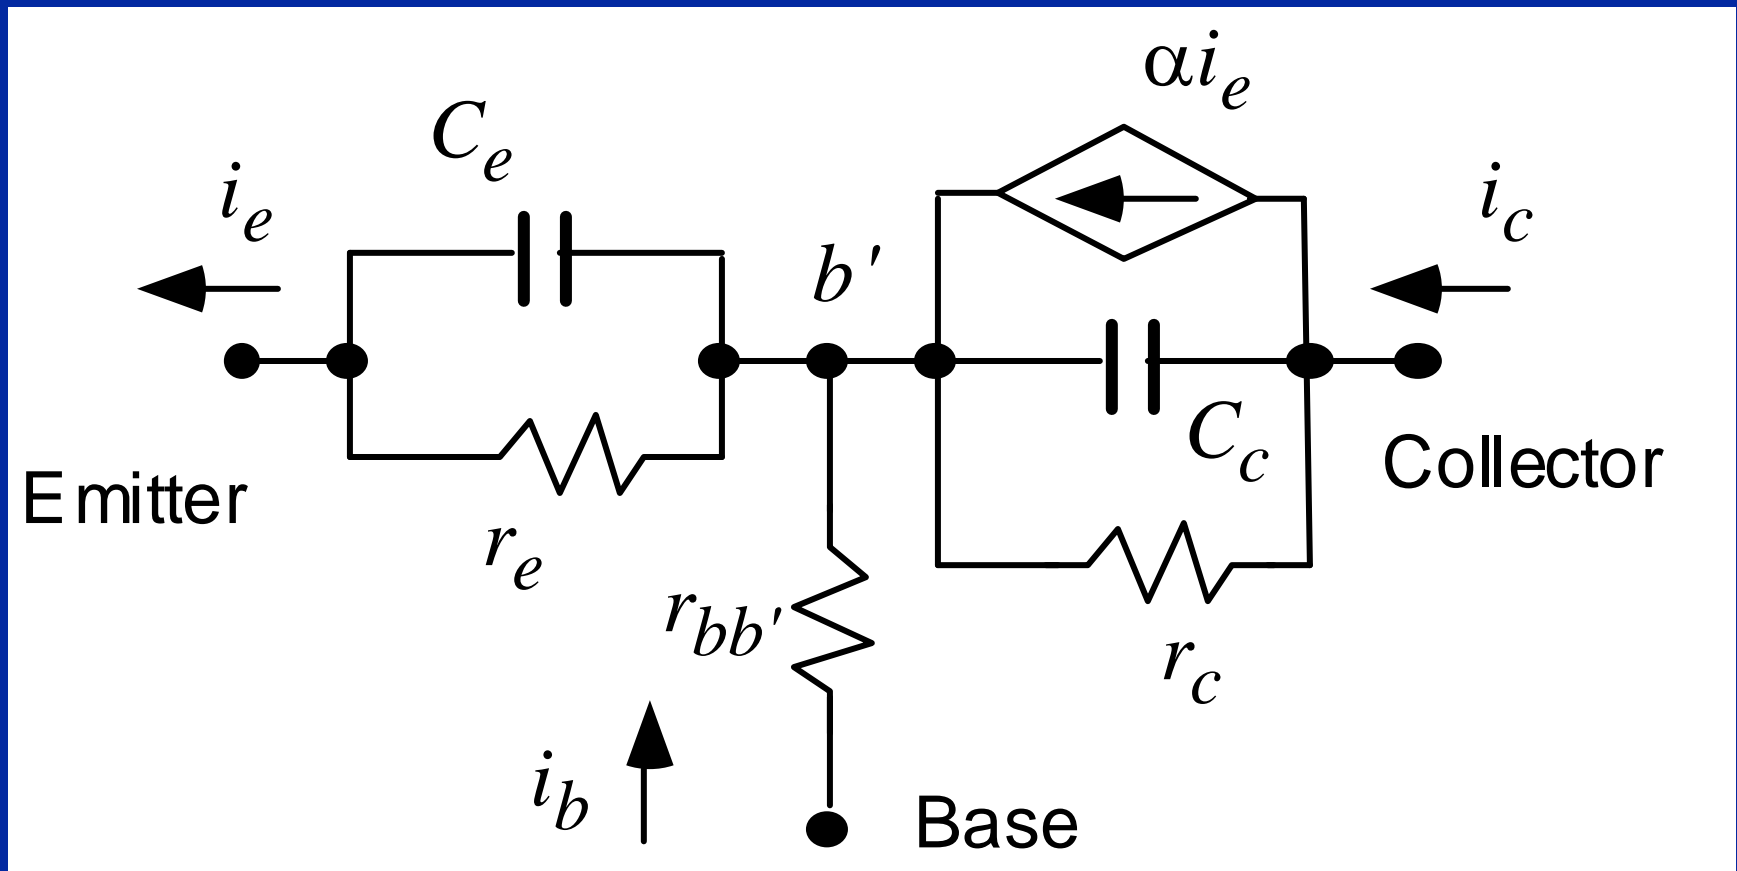 αi_e
C_e
i_e
i_c
b'
C_c
Collector
Emitter
r_e
r_bb'
r_c
i_b
Base